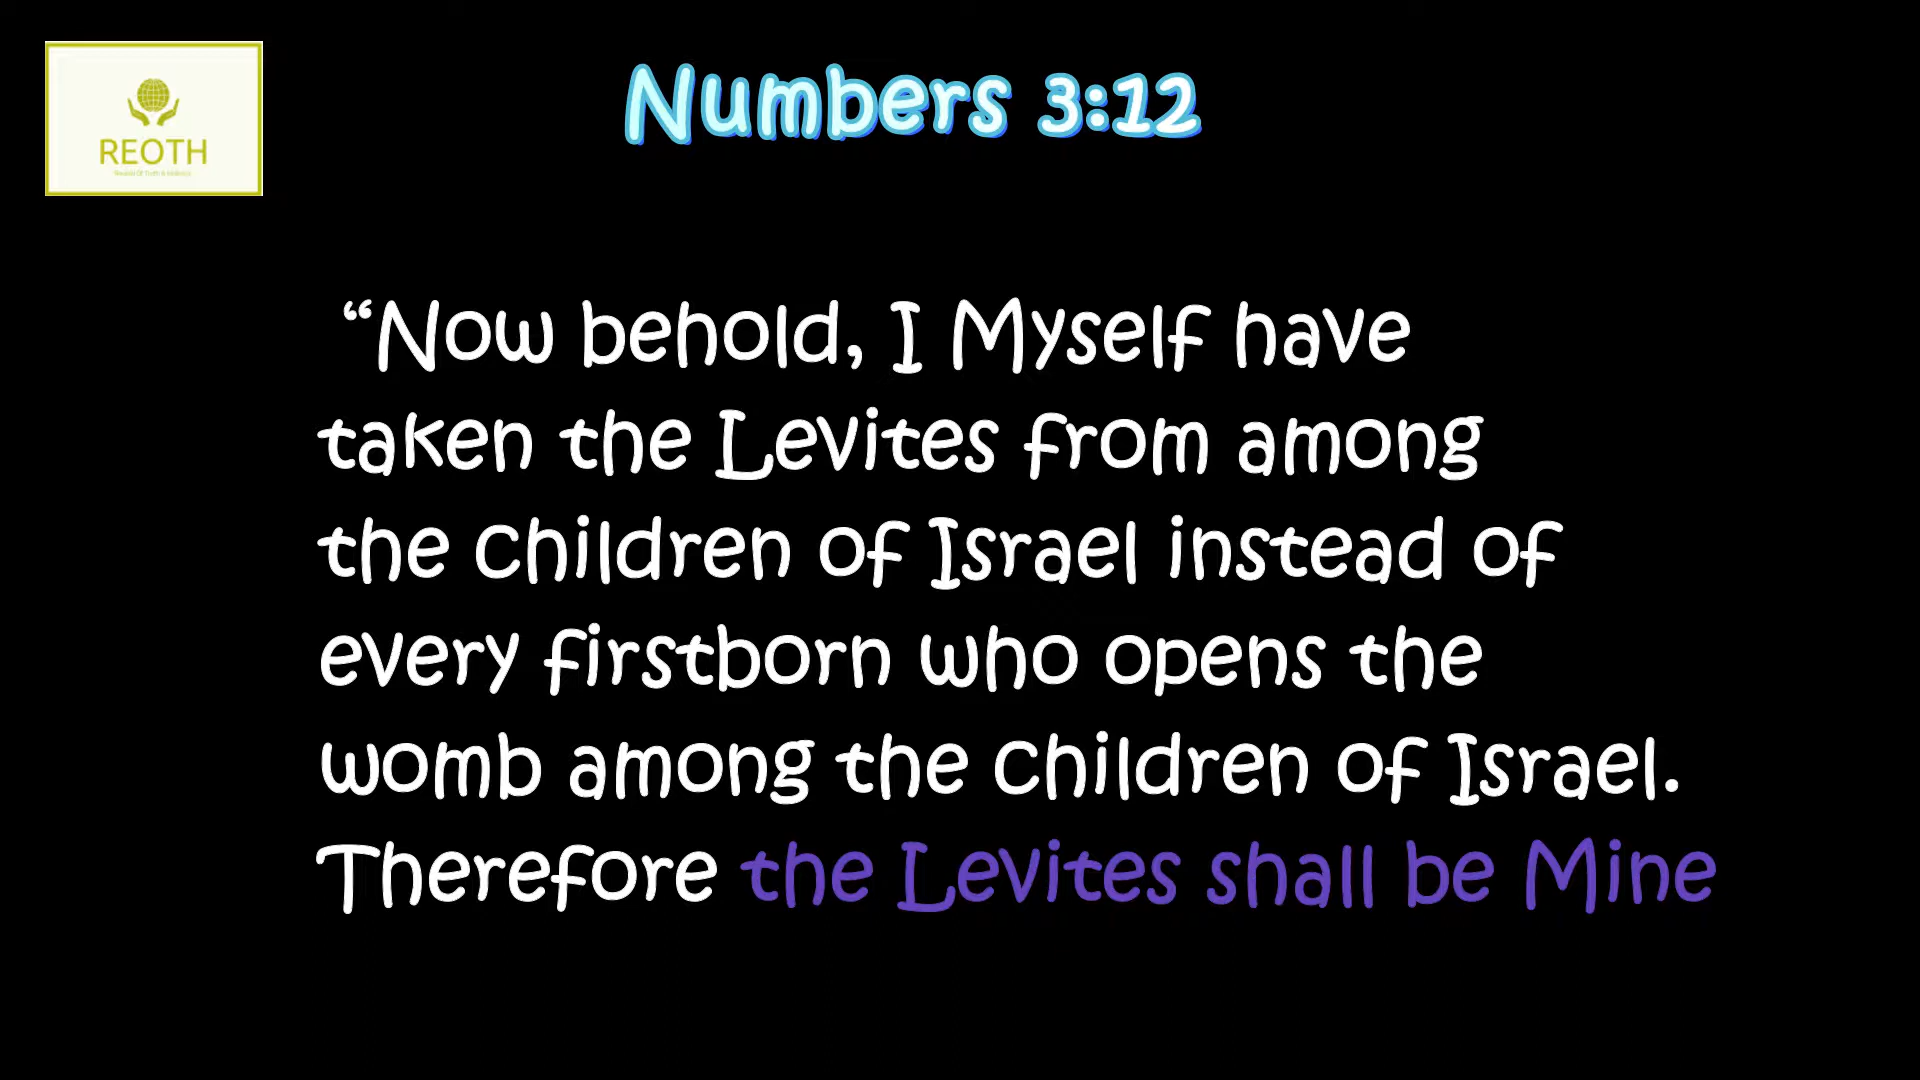 REOTH
Numbers 3:12
“Now behold, I Myself have
taken the Levites from among
the children of Israel instead of
every firstborn who opens the
womb among the children of Israel.
Therefore the Levites shall be Mine